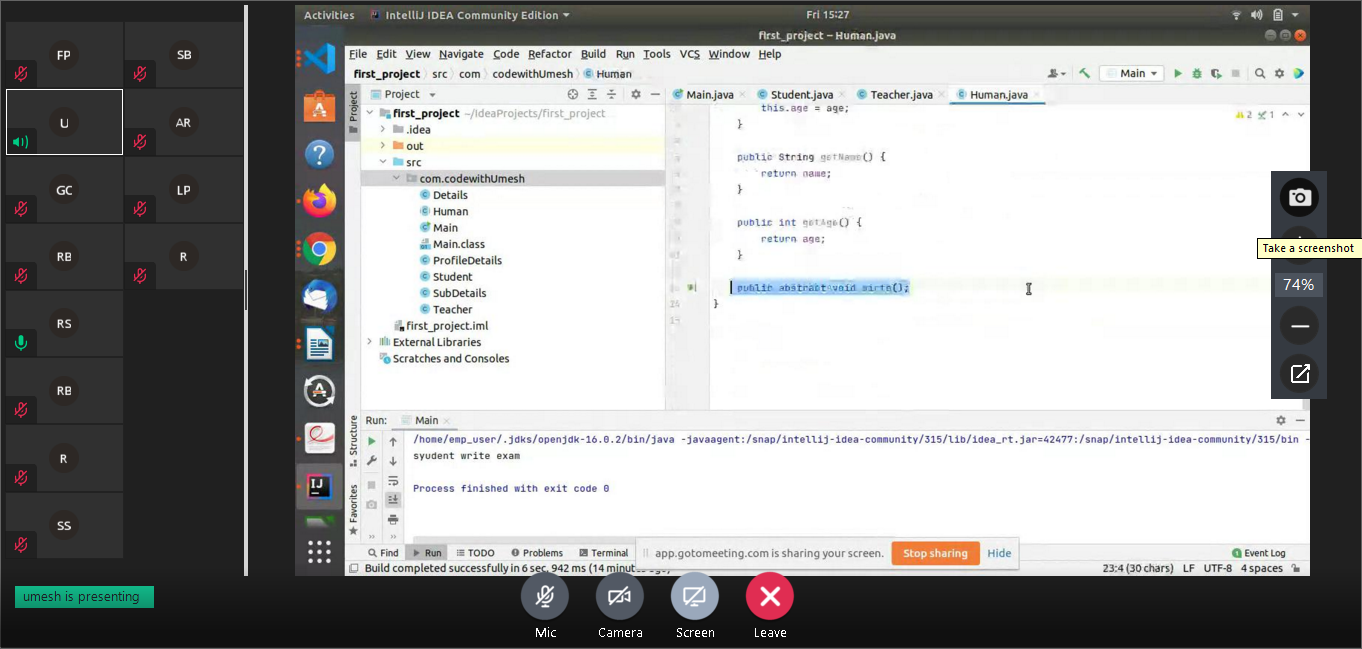 FP
SB
U
AR
GC
LP
RB
R
RS
RB
R
SS
umesh is presenting
Activities
IntelliJ IDEA Community Edition
Fri 15:27
first_project – Human.java
File Edit View Navigate Code Refactor Build Run Tools VCS Window Help
first_project src com codewithUmesh Human
Main
Project
Project
Main.java
Student.java
Teacher.java
Human.java
first_project ~/IdeaProjects/first_project
.idea
out
src
com.codewithUmesh
Details
Human
Main
Main.class
ProfileDetails
Student
SubDetails
Teacher
first_project.iml
External Libraries
Scratches and Consoles
this.age = age;
}
public String getName() {
return name;
}
public int getAge() {
return age;
}
public abstract void
}
2
1
Structure
Favorites
Run: Main
/home/emp_user/.jdks/openjdk-16.0.2/bin/java -javaagent:/snap/intellij-idea-community/315/lib/idea_rt.jar=42477:/snap/intellij-idea-community/315/bin -
syudent write exam
Process finished with exit code 0
Find Run TODO Problems Terminal
app.gotomeeting.com is sharing your screen.
Stop sharing
Hide
Event Log
Build completed successfully in 6 sec, 942 ms (14 minut
23:4 (30 chars) LF UTF-8 4 spaces
Take a screenshot
74%
Mic
Camera
Screen
Leave